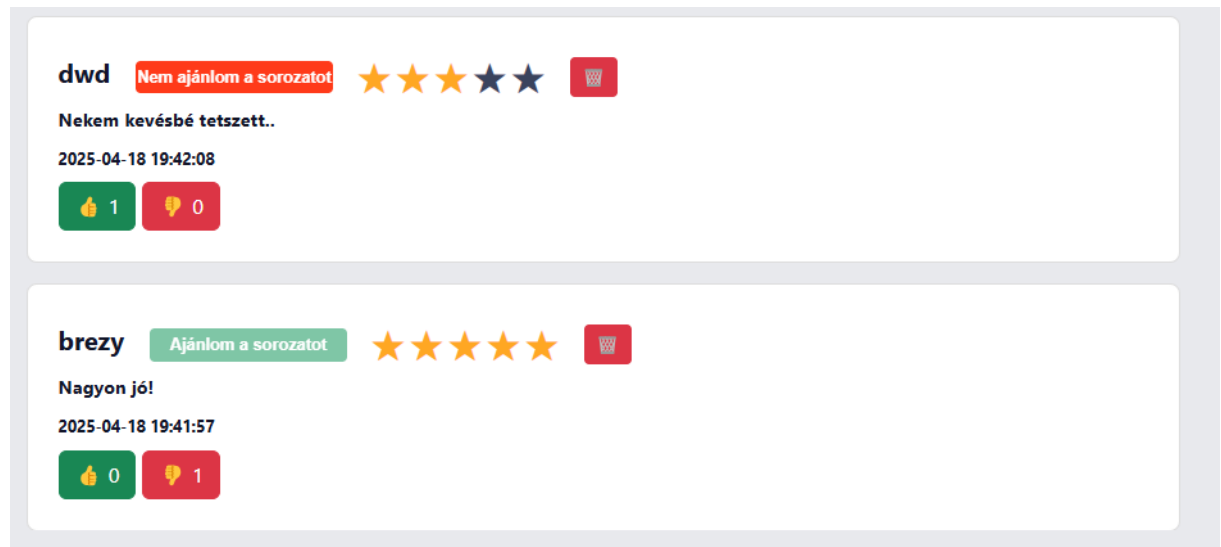 dwd Nem ajánlom a sorozatot
Nekem kevésbé tetszett..
2025-04-18 19:42:08
👍 1 👎 0
brezy Ajánlom a sorozatot
Nagyon jó!
2025-04-18 19:41:57
👍 0 👎 1